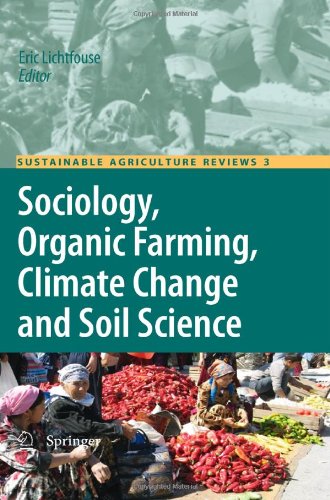 Eric Lichtfouse
Editor
SUSTAINABLE AGRICULTURE REVIEWS 3
Sociology,
Organic Farming,
Climate Change
and Soil Science
Springer